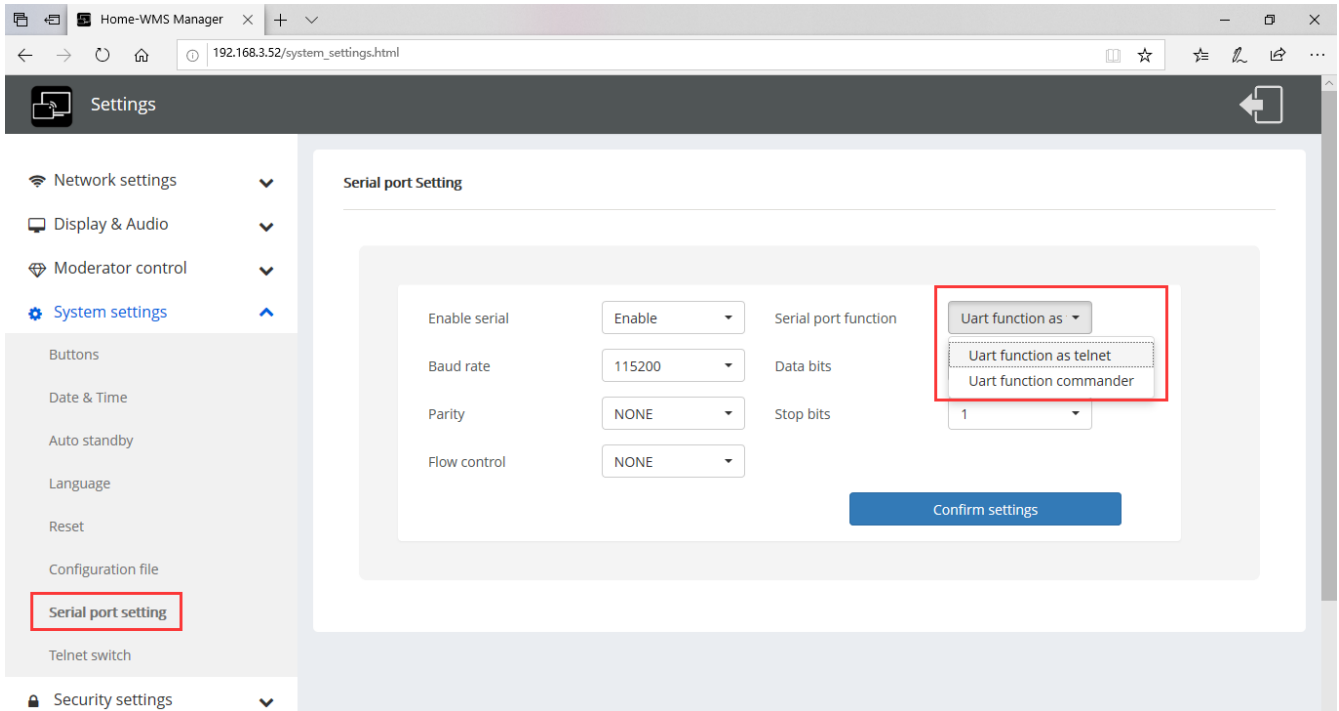 Home-WMS Manager
192.168.3.52/system_settings.html
Settings
Network settings
Display & Audio
Moderator control
System settings
Buttons
Date & Time
Auto standby
Language
Reset
Configuration file
Serial port setting
Telnet switch
Security settings
Serial port Setting
Enable serial
Enable
Serial port function
Uart function as
Uart function as telnet
Uart function commander
Baud rate
115200
Data bits
Parity
NONE
Stop bits
1
Flow control
NONE
Confirm settings